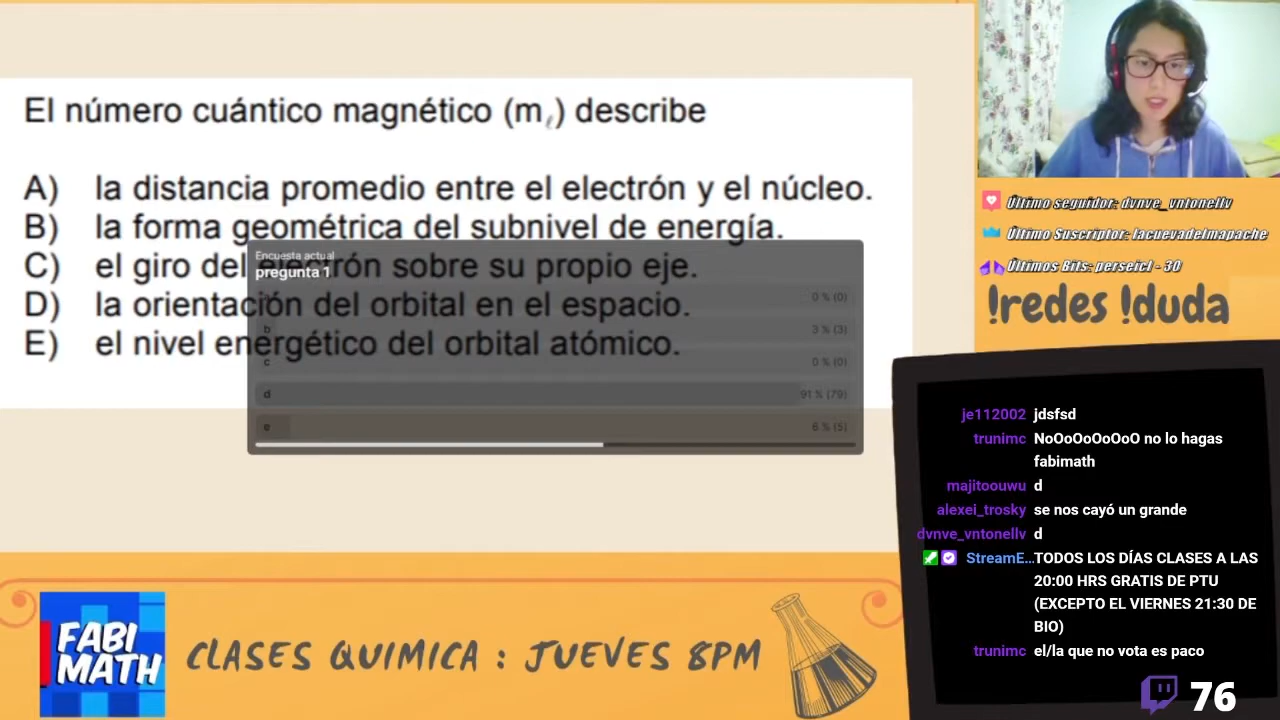 El número cuántico magnético (mℓ) describe
A) la distancia promedio entre el electrón y el núcleo.
B) la forma geométrica del subnivel de energía.
C) el giro del electrón sobre su propio eje.
D) la orientación del orbital en el espacio.
E) el nivel energético del orbital atómico.
Encuesta actual
pregunta 1
0 % (0)
b 3 % (3)
c 0 % (0)
d 91 % (79)
e 6 % (5)
Último seguidor: dvnve_vntonellv
Último Suscriptor: lacuevadelmapache
Últimos Bits: perseicl - 30
!redes !duda
je112002 jdsfsd
trunimc NoOoOoOoOoO no lo hagas
fabimath
majitoouwu d
alexei_trosky se nos cayó un grande
dvnve_vntonellv d
StreamE... TODOS LOS DÍAS CLASES A LAS
20:00 HRS GRATIS DE PTU
(EXCEPTO EL VIERNES 21:30 DE
BIO)
trunimc el/la que no vota es paco
76
FABI
MATH
CLASES QUIMICA : JUEVES 8PM